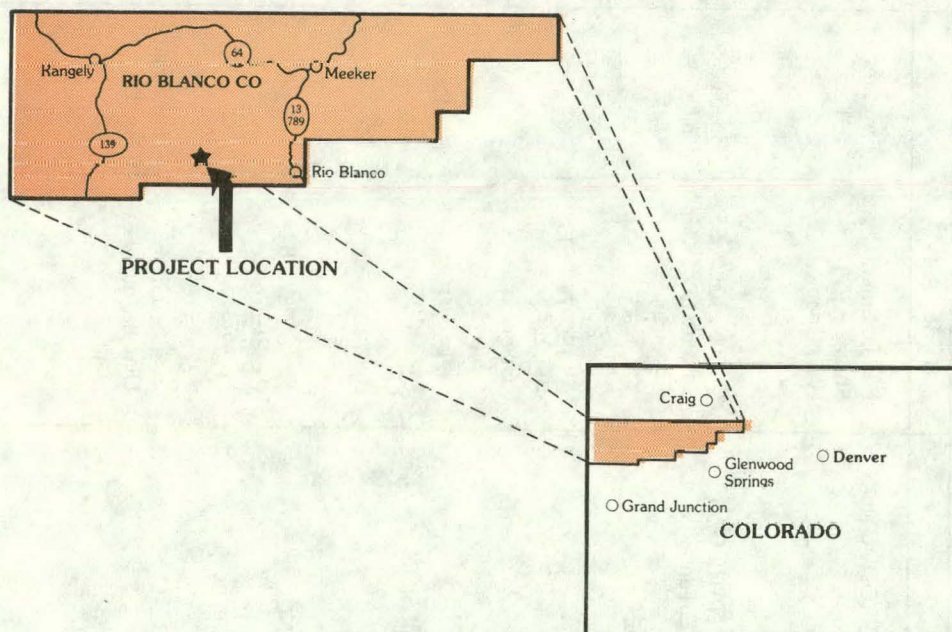 64
Rangely
RIO BLANCO CO
Meeker
13
789
139
Rio Blanco
PROJECT LOCATION
Craig
Denver
Glenwood
Springs
Grand Junction
COLORADO